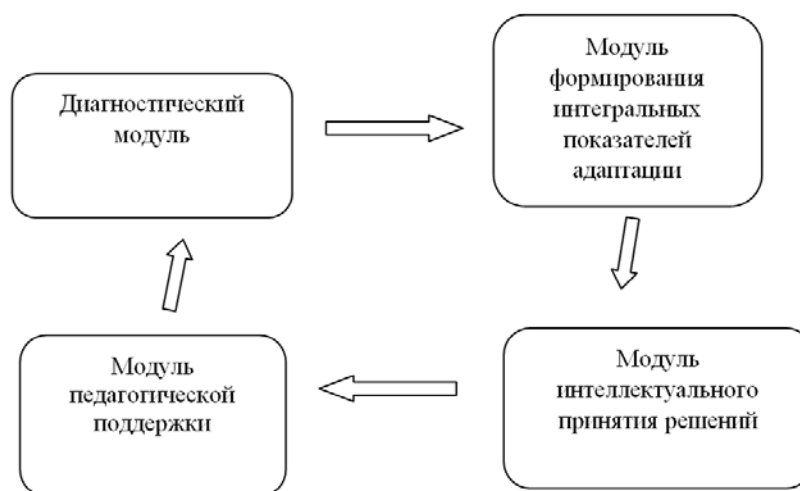 Диагностический
модуль
Модуль
формирования
интегральных
показателей
адаптации
Модуль
педагогической
поддержки
Модуль
интеллектуального
принятия решений